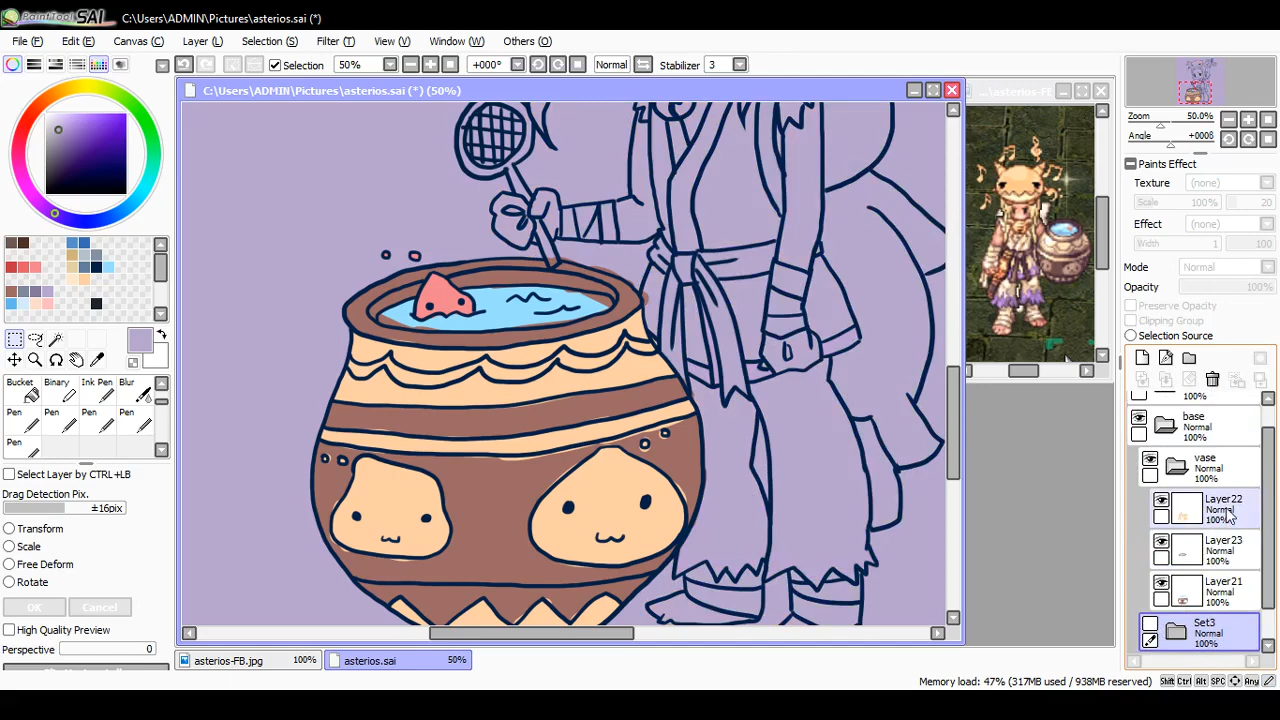 PaintTool SAI C:\Users\ADMIN\Pictures\asterios.sai (*)
File (F) Edit (E) Canvas (C) Layer (L) Selection (S) Filter (T) View (V) Window (W) Others (O)
Selection 50% +000° Normal Stabilizer 3
C:\Users\ADMIN\Pictures\asterios.sai (*) (50%)
...\asterios-FB
Zoom 50.0%
Angle +000δ
Paints Effect
Texture (none)
Scale 100% 20
Effect (none)
Width 1 100
Mode Normal
Opacity 100%
Preserve Opacity
Clipping Group
Selection Source
100%
base
Normal
100%
vase
Normal
100%
Layer22
Normal
100%
Layer23
Normal
100%
Layer21
Normal
100%
Set3
Normal
100%
Bucket Binary Ink Pen Blur
Pen Pen Pen Pen
Pen
Select Layer by CTRL+LB
Drag Detection Pix.
±16pix
Transform
Scale
Free Deform
Rotate
OK Cancel
High Quality Preview
Perspective 0
asterios-FB.jpg 100% asterios.sai 50%
Memory load: 47% (317MB used / 938MB reserved) Shift Ctrl Alt SPC Any